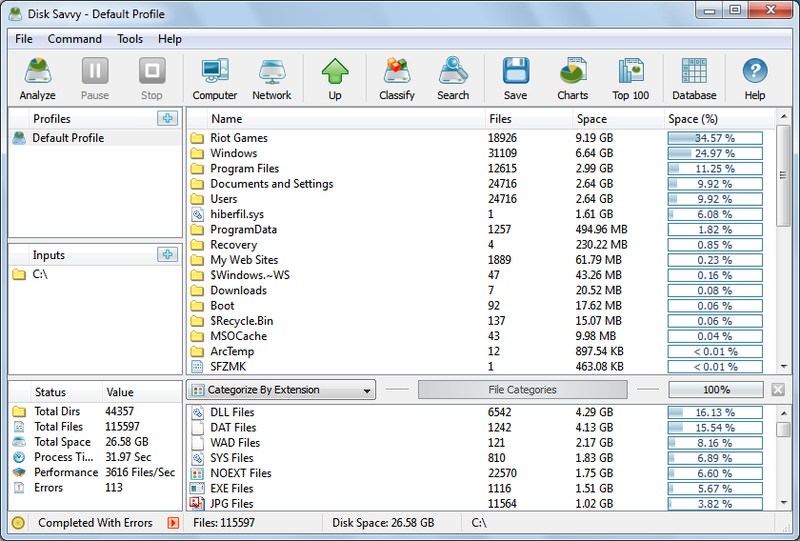 Disk Savvy - Default Profile
File Command Tools Help
Analyze Pause Stop Computer Network Up Classify Search Save Charts Top 100 Database Help
Profiles
Default Profile
Inputs
C:\
Name Files Space Space (%)
Riot Games 18926 9.19 GB 34.57 %
Windows 31109 6.64 GB 24.97 %
Program Files 12615 2.99 GB 11.25 %
Documents and Settings 24716 2.64 GB 9.92 %
Users 24716 2.64 GB 9.92 %
hiberfil.sys 1 1.61 GB 6.08 %
ProgramData 1257 494.96 MB 1.82 %
Recovery 4 230.22 MB 0.85 %
My Web Sites 1889 61.79 MB 0.23 %
$Windows.~WS 47 43.26 MB 0.16 %
Downloads 7 20.52 MB 0.08 %
Boot 92 17.62 MB 0.06 %
$Recycle.Bin 137 15.07 MB 0.06 %
MSOCache 43 9.98 MB 0.04 %
ArcTemp 12 897.54 KB < 0.01 %
SFZMK 1 463.08 KB < 0.01 %
Status Value
Total Dirs 44357
Total Files 115597
Total Space 26.58 GB
Process Ti... 31.97 Sec
Performance 3616 Files/Sec
Errors 113
Categorize By Extension File Categories 100%
DLL Files 6542 4.29 GB 16.13 %
DAT Files 1242 4.13 GB 15.54 %
WAD Files 121 2.17 GB 8.16 %
SYS Files 810 1.83 GB 6.89 %
NOEXT Files 22570 1.75 GB 6.60 %
EXE Files 1116 1.51 GB 5.67 %
JPG Files 11564 1.02 GB 3.82 %
Completed With Errors Files: 115597 Disk Space: 26.58 GB C:\